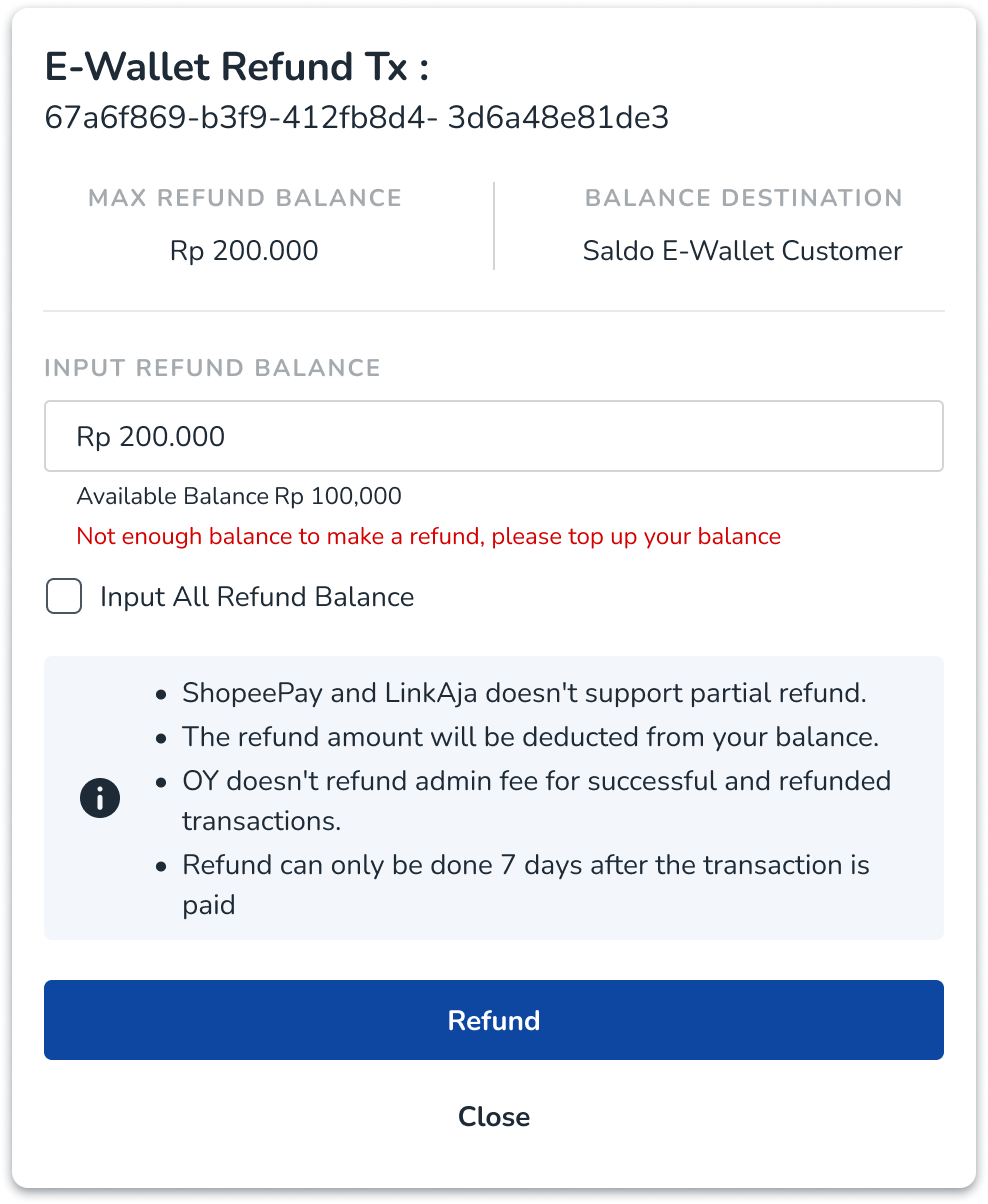 E-Wallet Refund Tx :
67a6f869-b3f9-412fb8d4- 3d6a48e81de3
MAX REFUND BALANCE
Rp 200.000
BALANCE DESTINATION
Saldo E-Wallet Customer
INPUT REFUND BALANCE
Rp 200.000
Available Balance Rp 100,000
Not enough balance to make a refund, please top up your balance
Input All Refund Balance
• ShopeePay and LinkAja doesn't support partial refund.
• The refund amount will be deducted from your balance.
• OY doesn't refund admin fee for successful and refunded
transactions.
• Refund can only be done 7 days after the transaction is
paid
Refund
Close